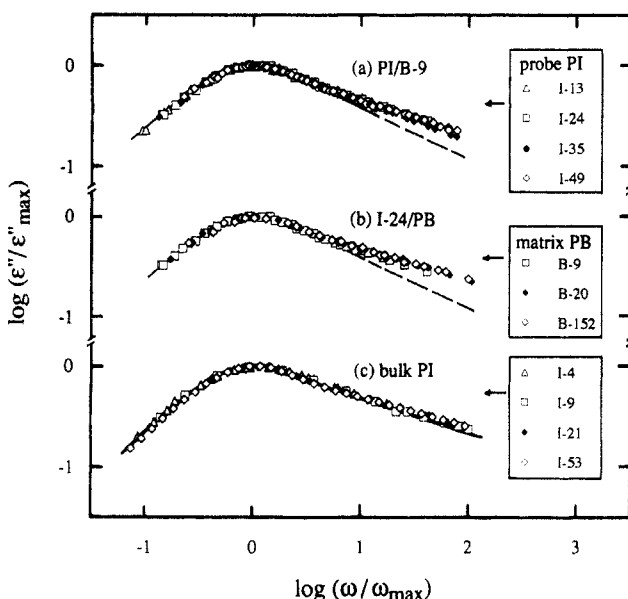 (a) PI/B-9
probe PI
I-13
I-24
I-35
I-49
0
-1
(b) I-24/PB
matrix PB
B-9
B-20
B-152
0
-1
(c) bulk PI
I-4
I-9
I-21
I-53
0
-1
log (ε"/ε"max)
-1 0 1 2
log (ω/ωmax)